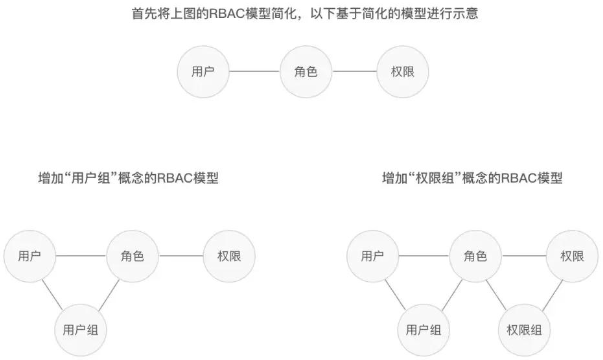 首先将上图的RBAC模型简化，以下基于简化的模型进行示意
用户 角色 权限
增加“用户组”概念的RBAC模型
用户 角色 权限
用户组
增加“权限组”概念的RBAC模型
用户 角色 权限
用户组 权限组